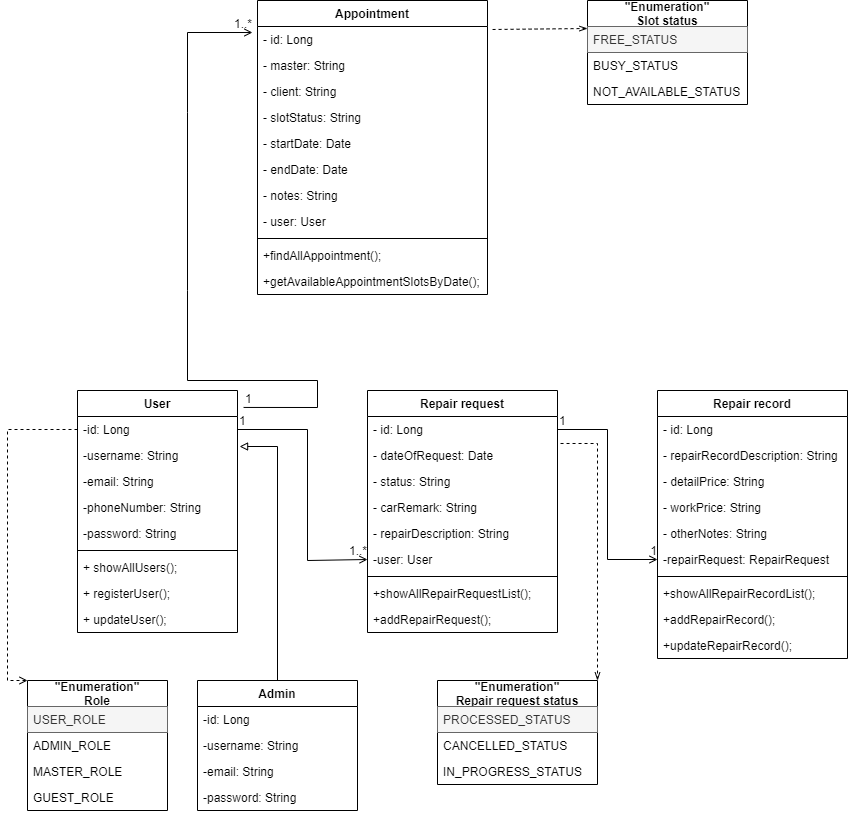 Appointment
1..*
- id: Long
- master: String
- client: String
- slotStatus: String
- startDate: Date
- endDate: Date
- notes: String
- user: User
+findAllAppointment();
+getAvailableAppointmentSlotsByDate();
"Enumeration"
Slot status
FREE_STATUS
BUSY_STATUS
NOT_AVAILABLE_STATUS
1
User
-id: Long
-username: String
-email: String
-phoneNumber: String
-password: String
+ showAllUsers();
+ registerUser();
+ updateUser();
1
1..*
Repair request
- id: Long
- dateOfRequest: Date
- status: String
- carRemark: String
- repairDescription: String
-user: User
+showAllRepairRequestList();
+addRepairRequest();
1
1
Repair record
- id: Long
- repairRecordDescription: String
- detailPrice: String
- workPrice: String
- otherNotes: String
-repairRequest: RepairRequest
+showAllRepairRecordList();
+addRepairRecord();
+updateRepairRecord();
"Enumeration"
Role
USER_ROLE
ADMIN_ROLE
MASTER_ROLE
GUEST_ROLE
Admin
-id: Long
-username: String
-email: String
-password: String
"Enumeration"
Repair request status
PROCESSED_STATUS
CANCELLED_STATUS
IN_PROGRESS_STATUS